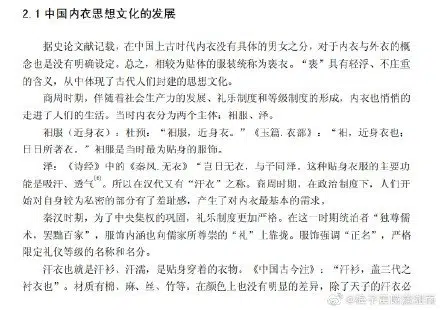 2.1中国内衣思想文化的发展
据史论文献记载，在中国上古时代内衣没有具体的男女之分，对于内衣与外衣的概
念也是没有明确设定。总之，相较为贴体的服装统称为亵衣。“亵”具有轻浮、不庄重
的含义，从中体现了古代人们封建的思想文化。
商周时期，伴随着社会生产力的发展、礼乐制度和等级制度的形成，内衣也悄悄的
走进了人们的生活。当时内衣分为两个主体：衵服、泽。
衵服（近身衣）：杜预：“衵服，近身衣。”《玉篇.衣部》：“衵，近身衣也；
日日所著衣。”衵服是当时最为贴身的服饰。
泽：《诗经》中的《秦风.无衣》“岂曰无衣，与子同泽。这种贴身衣服的主要功
能是吸汗、透气[6]。所以在汉代又有“汗衣”之称。商周时期，在政治制度下，人们开
始对自身较为私密的部分有了羞耻感，产生了对内衣最基本的需求。
秦汉时期，为了中央集权的巩固，礼乐制度更加严格。在这一时期统治者“独尊儒
术，罢黜百家”，服饰内涵也向儒家所尊崇的“礼”上靠拢。服饰强调“正名”，严格
限定礼仪等级的名称和名分。
汗衣也就是汗衫、汗濡，是贴身穿着的衣物。《中国古今注》：“汗衫，盖三代之
衬衣也”。材质有棉、麻、丝、竹等，在颜色上也没有明显的差异，除了天子的汗衣必